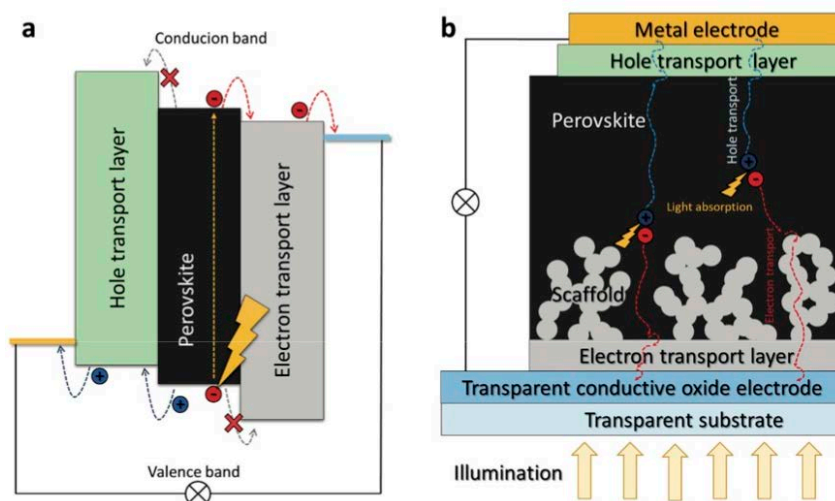 a
Conducion band
Hole transport layer
Perovskite
Electron transport layer
Valence band
b
Metal electrode
Hole transport layer
Perovskite
Hole transport
Light absorption
Electron transport
Scaffold
Electron transport layer
Transparent conductive oxide electrode
Transparent substrate
Illumination